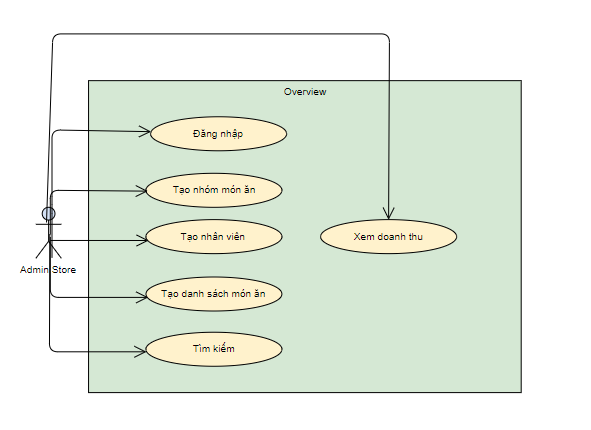 Overview
Đăng nhập
Tạo nhóm món ăn
Tạo nhân viên
Xem doanh thu
Admin Store
Tạo danh sách món ăn
Tìm kiếm